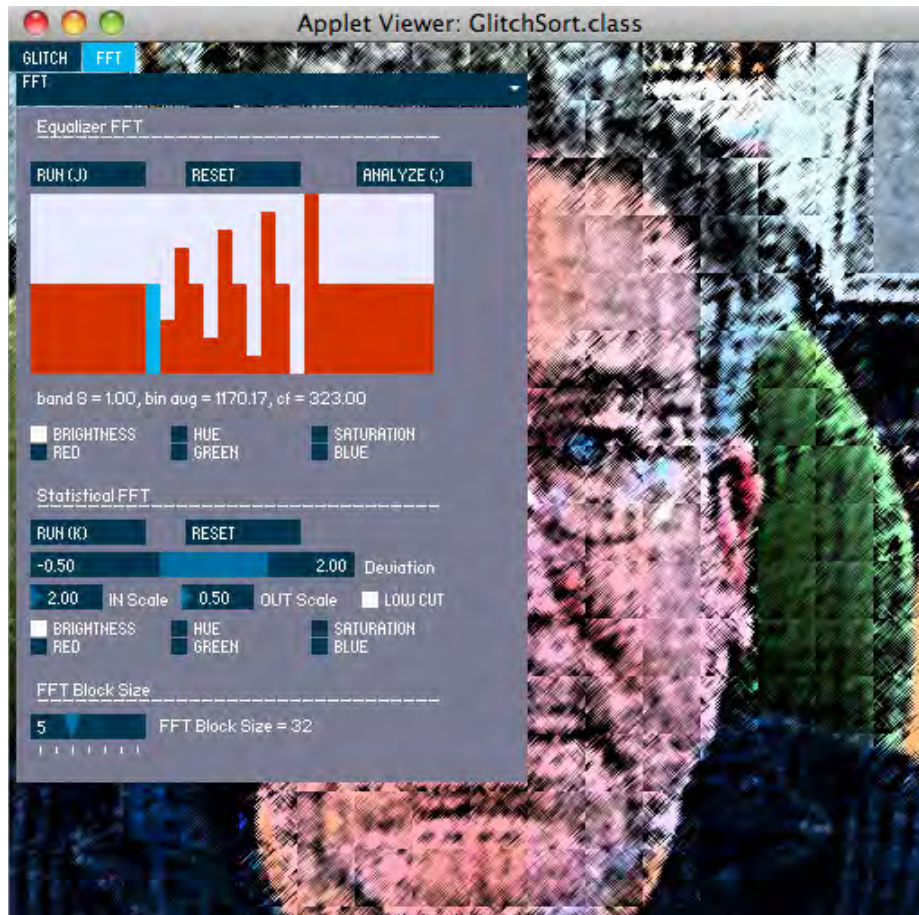 Applet Viewer: GlitchSort.class
GLITCH FFT
FFT
Equalizer FFT
RUN (J) RESET ANALYZE (;)
band 8 = 1.00, bin avg = 1170.17, cf = 323.00
BRIGHTNESS HUE SATURATION
RED GREEN BLUE
Statistical FFT
RUN (K) RESET
-0.50 2.00 Deviation
2.00 IN Scale 0.50 OUT Scale LOW CUT
BRIGHTNESS HUE SATURATION
RED GREEN BLUE
FFT Block Size
5 FFT Block Size = 32